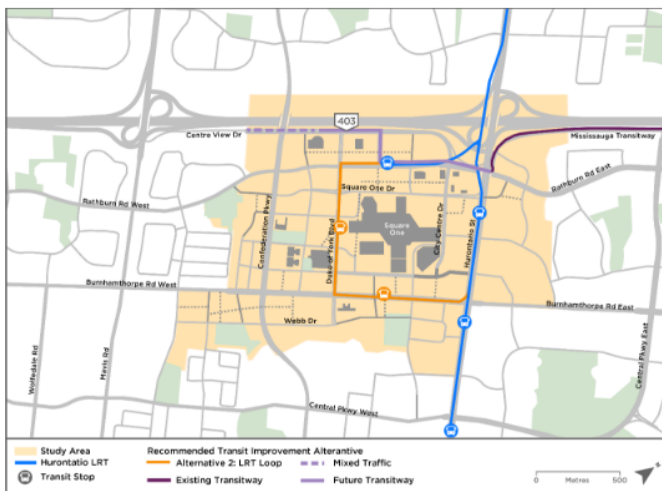 403
Centre View Dr
Mississauga Transitway
Rathburn Rd East
Square One Dr
Rathburn Rd West
Confederation Pkwy
Duke of York Blvd
Square
One
City Centre Dr
Hurontario St
Burnhamthorpe Rd West
Burnhamthorpe Rd East
Webb Dr
Wolfedale Rd
Mavis Rd
Central Pkwy East
Central Pkwy West
Study Area
Hurontatio LRT
Transit Stop
Recommended Transit Improvement Alterantive
Alternative 2: LRT Loop
Mixed Traffic
Existing Transitway
Future Transitway
0 Metres 500